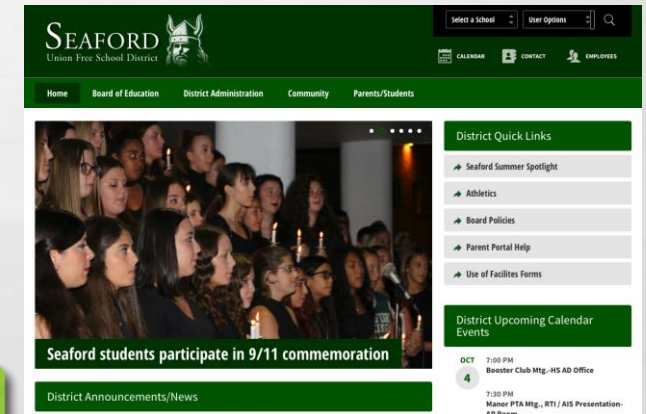 SEAFORD
Union Free School District
Select a School
User Options
CALENDAR
CONTACT
EMPLOYEES
Home
Board of Education
District Administration
Community
Parents/Students
Seaford students participate in 9/11 commemoration
District Announcements/News
District Quick Links
Seaford Summer Spotlight
Athletics
Board Policies
Parent Portal Help
Use of Facilites Forms
District Upcoming Calendar
Events
OCT
4
7:00 PM
Booster Club Mtg.-HS AD Office
7:30 PM
Manor PTA Mtg., RTI / AIS Presentation-
AP Room